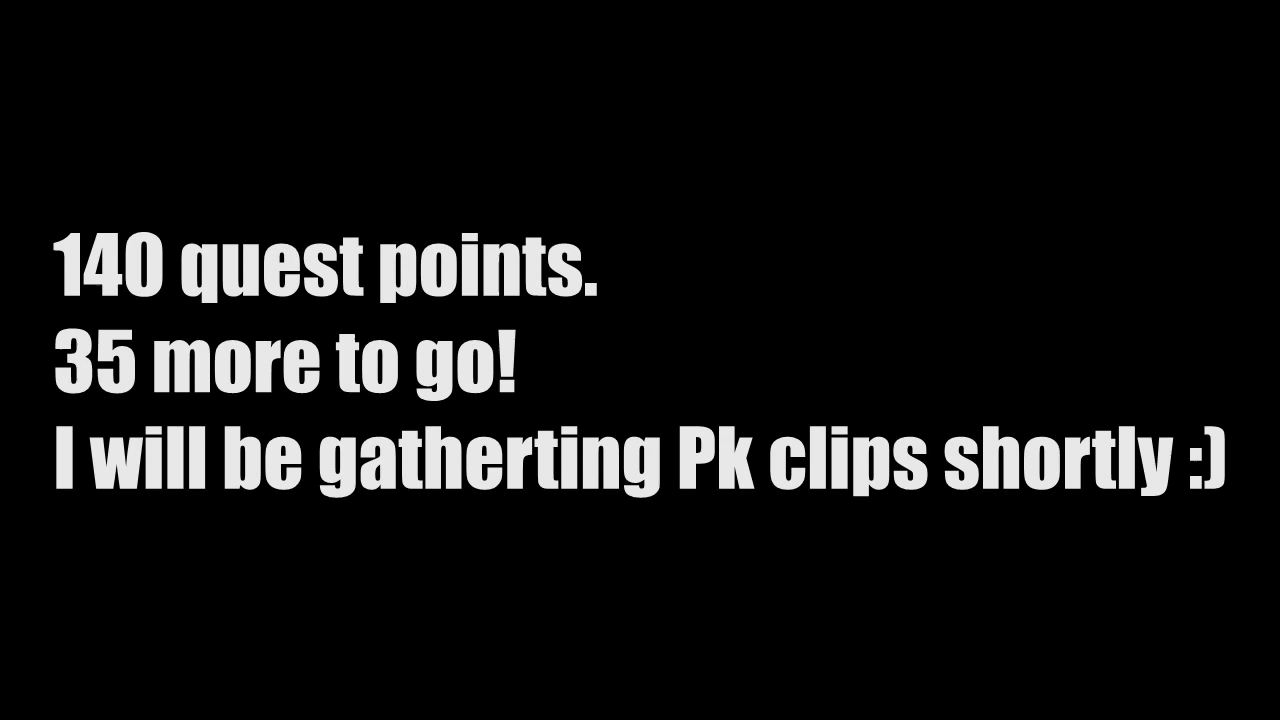 140 quest points.
35 more to go!
I will be gatherting Pk clips shortly :)